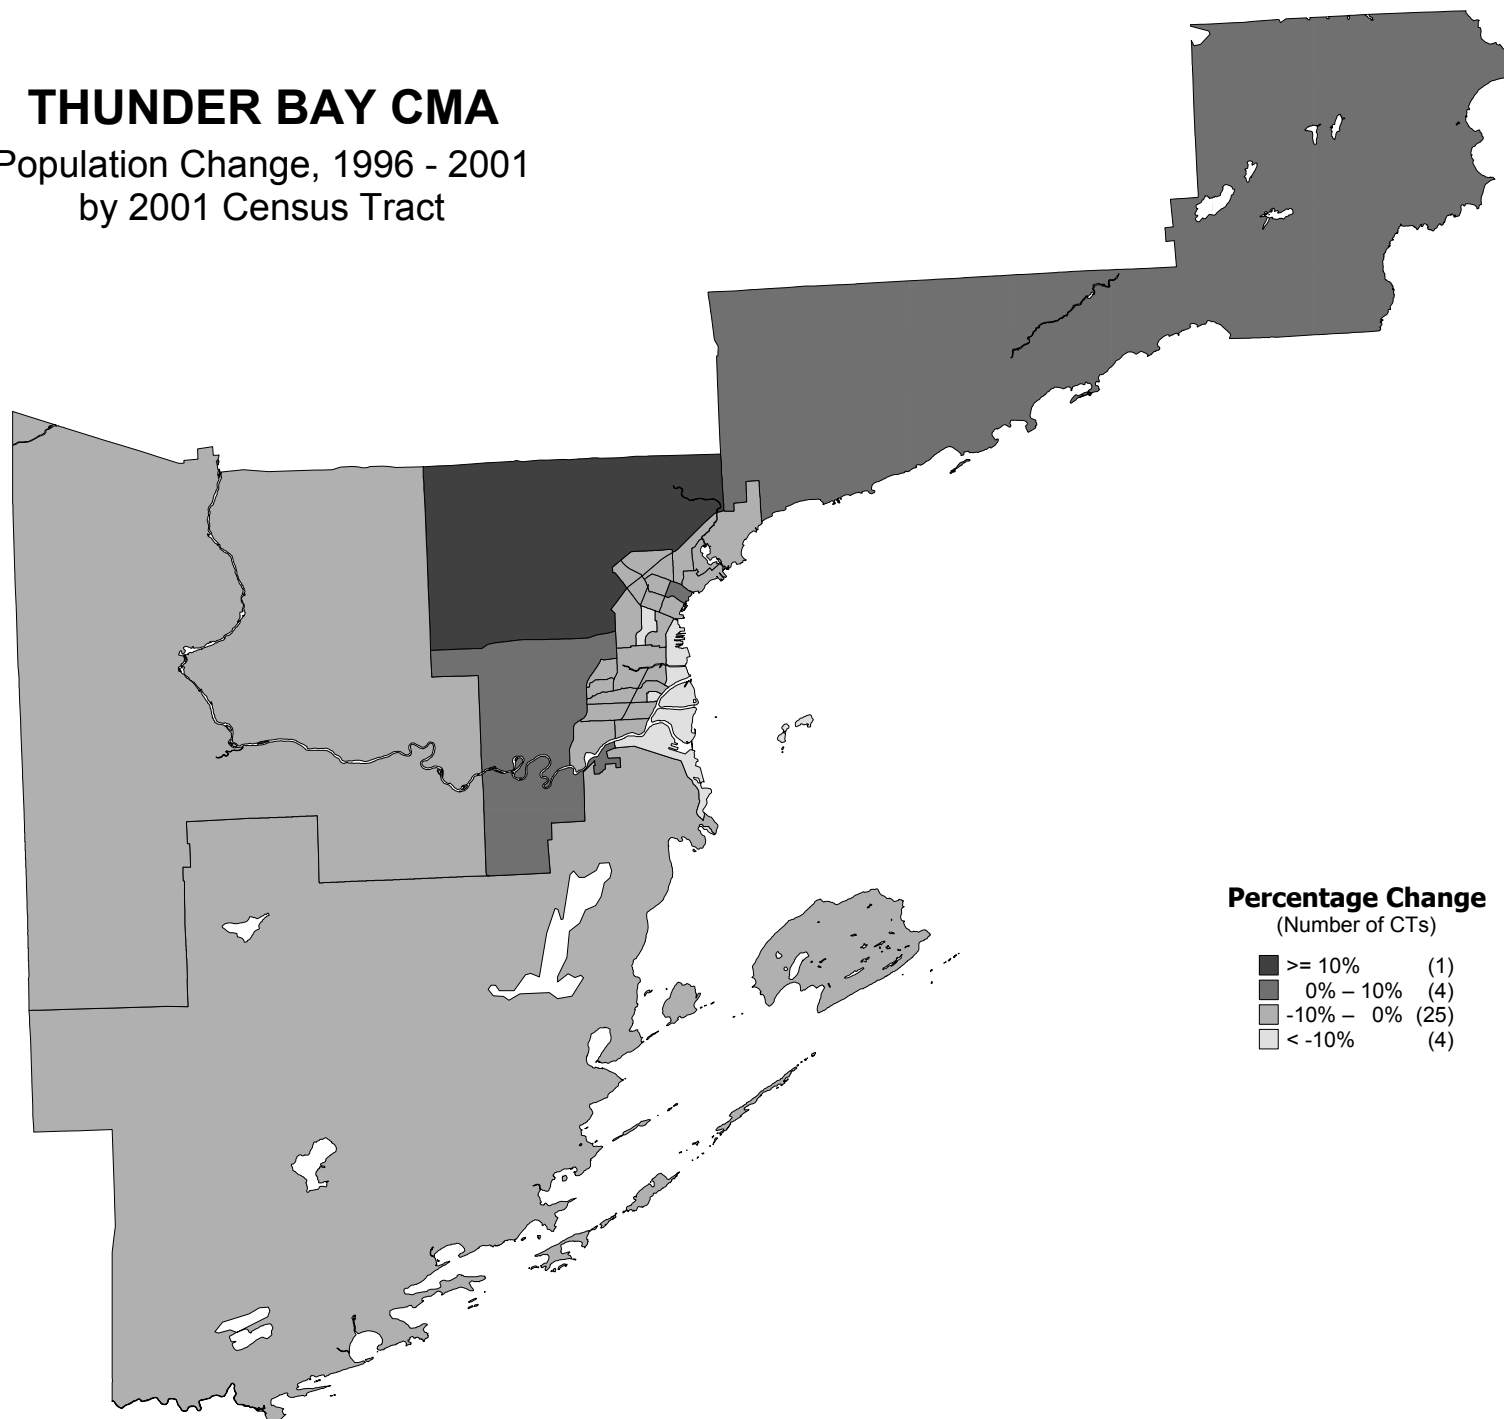 THUNDER BAY CMA
Population Change, 1996 - 2001
by 2001 Census Tract
Percentage Change
(Number of CTs)
>= 10% (1)
0% – 10% (4)
-10% – 0% (25)
< -10% (4)